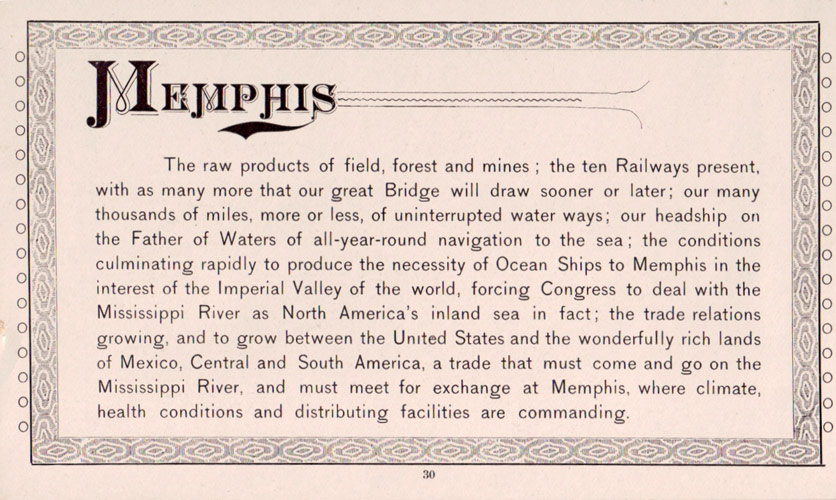 MEMPHIS
The raw products of field, forest and mines ; the ten Railways present,
with as many more that our great Bridge will draw sooner or later; our many
thousands of miles, more or less, of uninterrupted water ways; our headship on
the Father of Waters of all-year-round navigation to the sea; the conditions
culminating rapidly to produce the necessity of Ocean Ships to Memphis in the
interest of the Imperial Valley of the world, forcing Congress to deal with the
Mississippi River as North America's inland sea in fact; the trade relations
growing, and to grow between the United States and the wonderfully rich lands
of Mexico, Central and South America, a trade that must come and go on the
Mississippi River, and must meet for exchange at Memphis, where climate,
health conditions and distributing facilities are commanding.
30